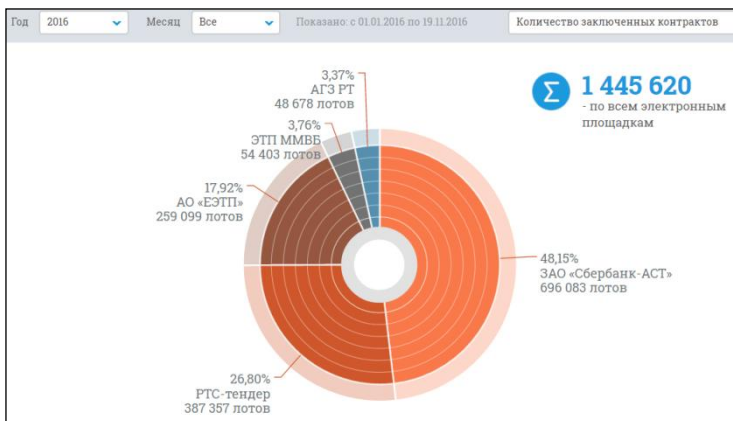 Год 2016 Месяц Все Показано: с 01.01.2016 по 19.11.2016 Количество заключенных контрактов
1 445 620
- по всем электронным
площадкам
3,37%
АГЗ РТ
48 678 лотов
3,76%
ЭТП ММВБ
54 403 лотов
17,92%
АО «ЕЭТП»
259 099 лотов
48,15%
ЗАО «Сбербанк-АСТ»
696 083 лотов
26,80%
РТС-тендер
387 357 лотов